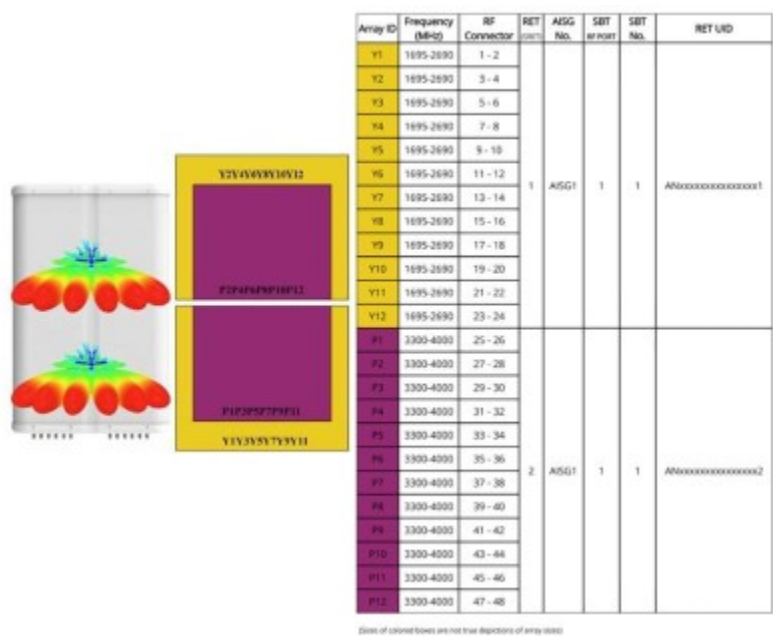 Array ID Frequency (MHz) RF Connector RET (SRET) AISG No. SBT RF PORT SBT No. RET UID
Y1 1695-2690 1 - 2
Y2 1695-2690 3 - 4
Y3 1695-2690 5 - 6
Y4 1695-2690 7 - 8
Y5 1695-2690 9 - 10
Y6 1695-2690 11 - 12
1 AISG1 1 1 ANxxxxxxxxxxxxxxxx1
Y7 1695-2690 13 - 14
Y8 1695-2690 15 - 16
Y9 1695-2690 17 - 18
Y10 1695-2690 19 - 20
Y11 1695-2690 21 - 22
Y12 1695-2690 23 - 24
P1 3300-4000 25 - 26
P2 3300-4000 27 - 28
P3 3300-4000 29 - 30
P4 3300-4000 31 - 32
P5 3300-4000 33 - 34
P6 3300-4000 35 - 36
2 AISG1 1 1 ANxxxxxxxxxxxxxxxx2
P7 3300-4000 37 - 38
P8 3300-4000 39 - 40
P9 3300-4000 41 - 42
P10 3300-4000 43 - 44
P11 3300-4000 45 - 46
P12 3300-4000 47 - 48
Y2Y4Y6Y8Y10Y12
P2P4P6P8P10P12
P1P3P5P7P9P11
Y1Y3Y5Y7Y9Y11
(Sizes of colored boxes are not true depictions of array sizes)